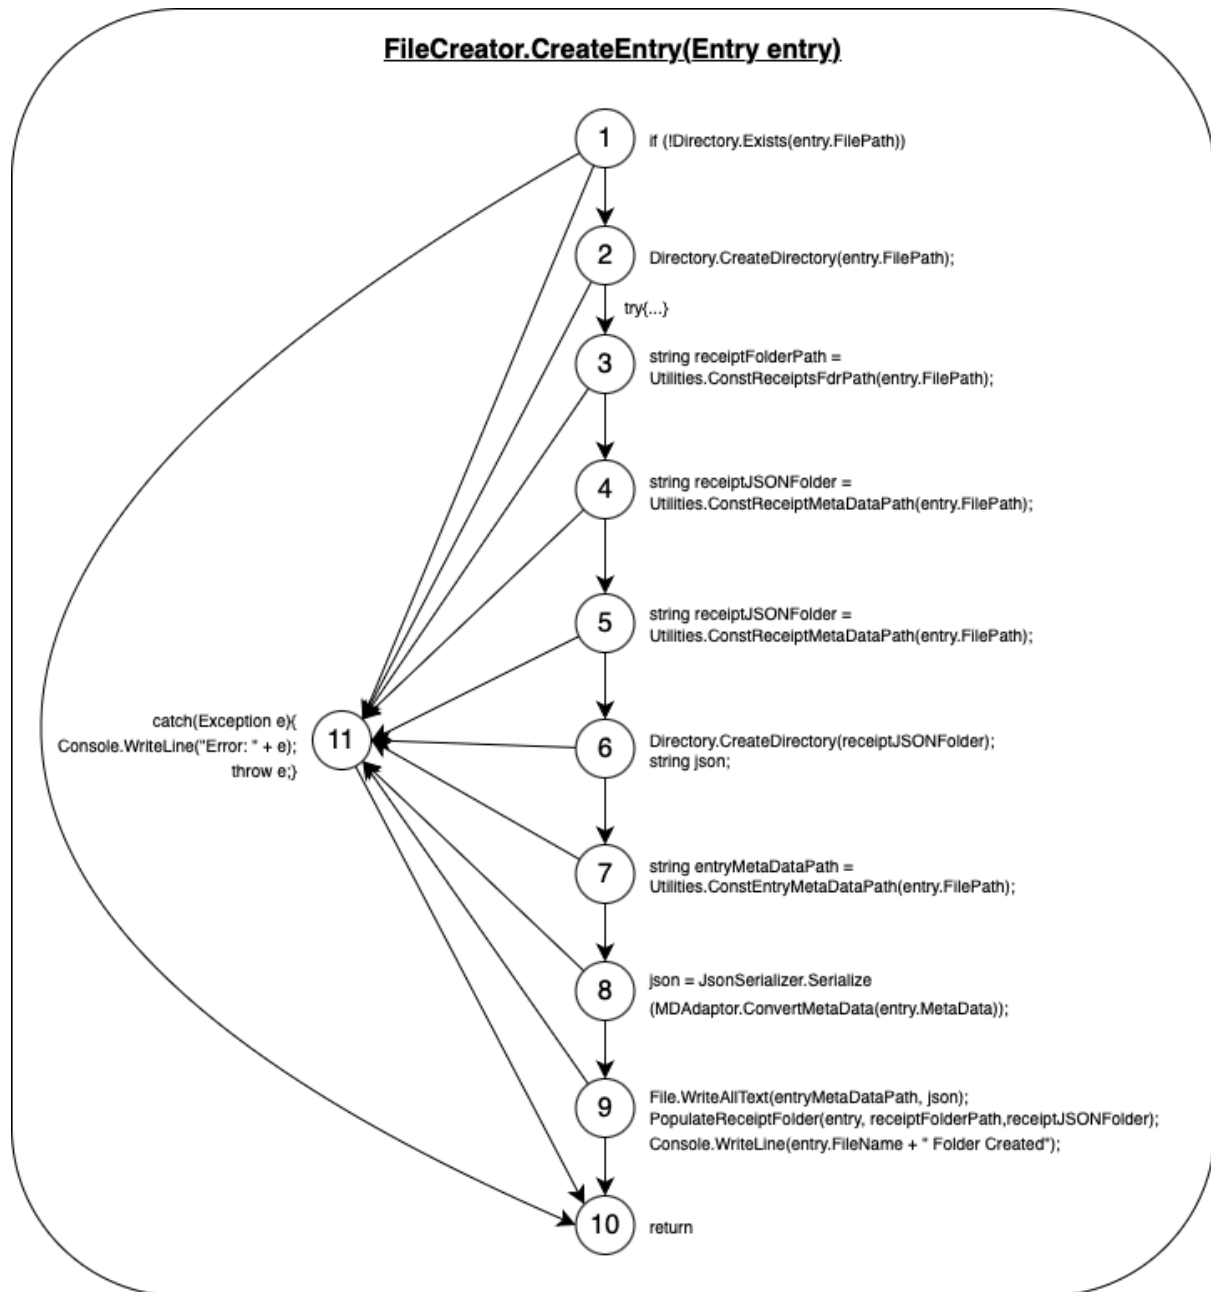 FileCreator.CreateEntry(Entry entry)
1
if (!Directory.Exists(entry.FilePath))
2
Directory.CreateDirectory(entry.FilePath);
try{...}
3
string receiptFolderPath =
Utilities.ConstReceiptsFdrPath(entry.FilePath);
4
string receiptJSONFolder =
Utilities.ConstReceiptMetaDataPath(entry.FilePath);
5
string receiptJSONFolder =
Utilities.ConstReceiptMetaDataPath(entry.FilePath);
catch(Exception e){
Console.WriteLine("Error: " + e);
throw e;}
11
6
Directory.CreateDirectory(receiptJSONFolder);
string json;
7
string entryMetaDataPath =
Utilities.ConstEntryMetaDataPath(entry.FilePath);
8
json = JsonSerializer.Serialize
(MDAdaptor.ConvertMetaData(entry.MetaData));
9
File.WriteAllText(entryMetaDataPath, json);
PopulateReceiptFolder(entry, receiptFolderPath,receiptJSONFolder);
Console.WriteLine(entry.FileName + " Folder Created");
10
return